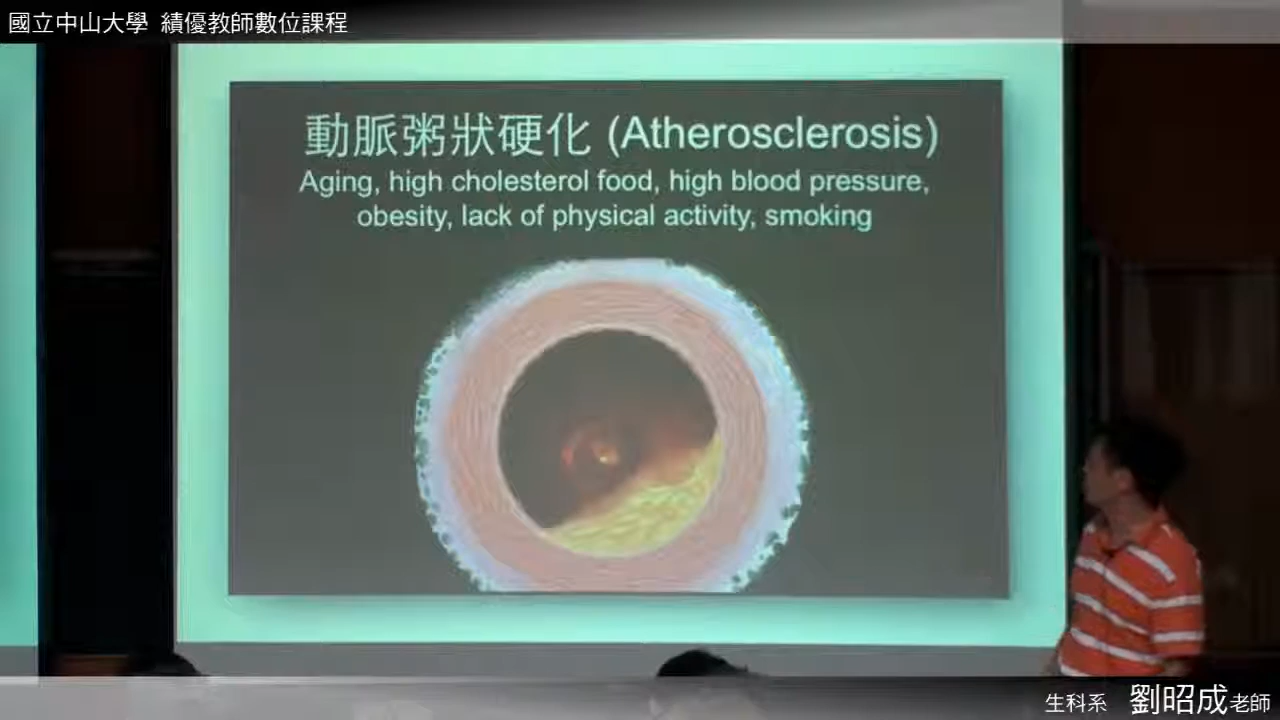 國立中山大學 績優教師數位課程
動脈粥狀硬化 (Atherosclerosis)
Aging, high cholesterol food, high blood pressure,
obesity, lack of physical activity, smoking
生科系 劉昭成老師